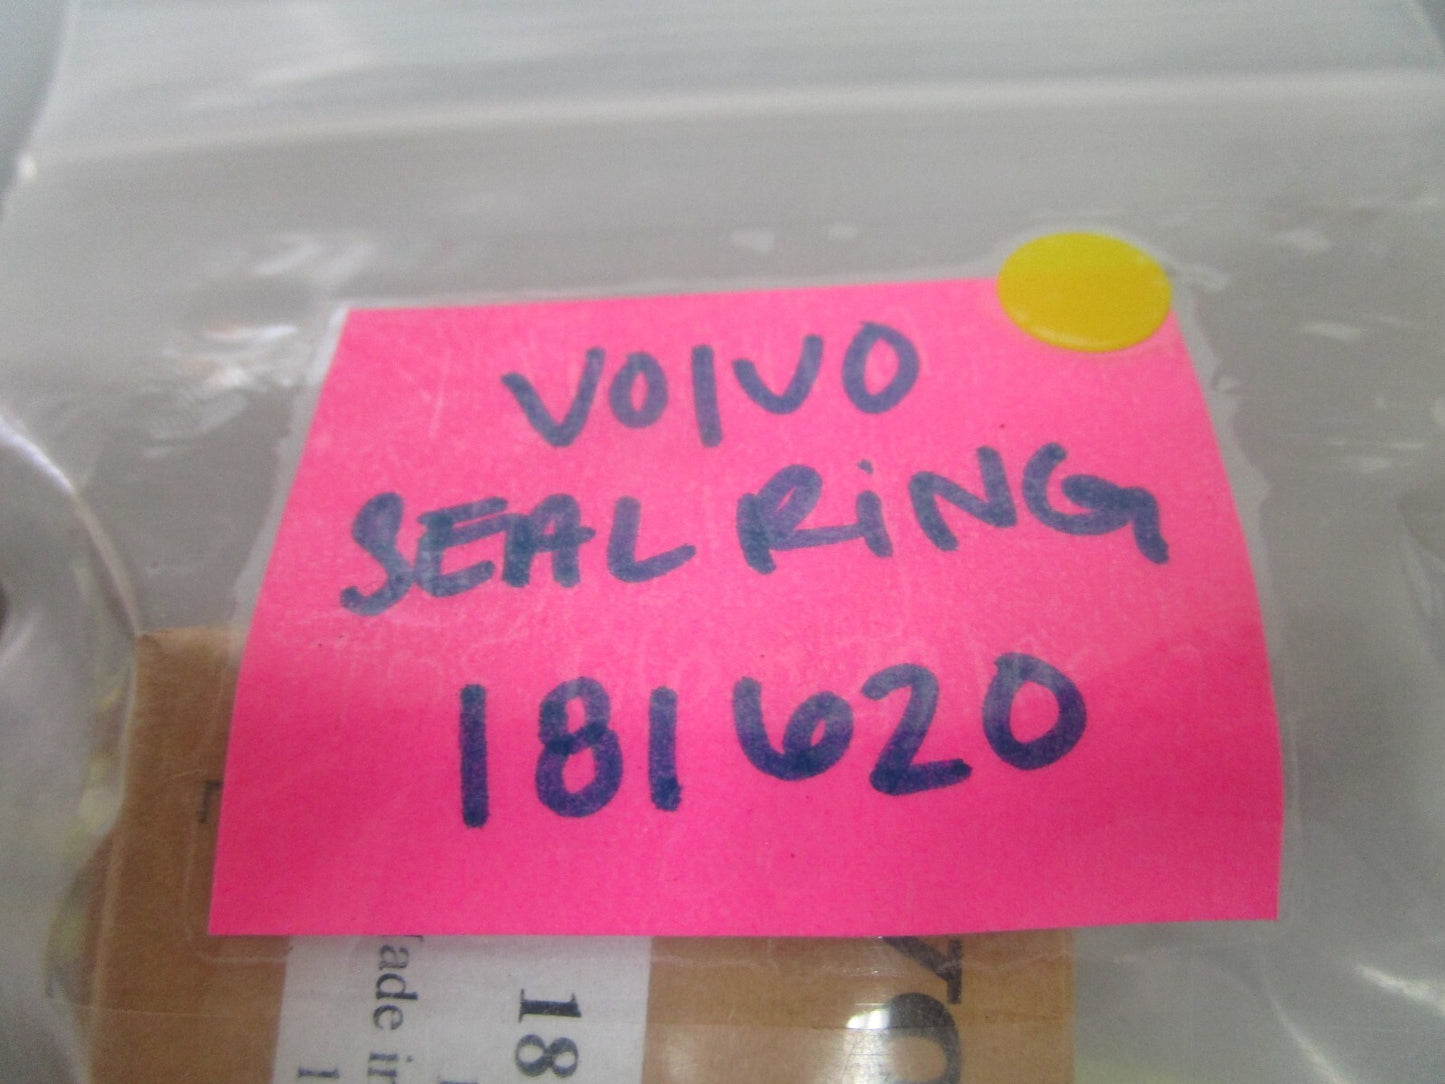 VOLVO
SEAL RiNG
181620
ade in
18